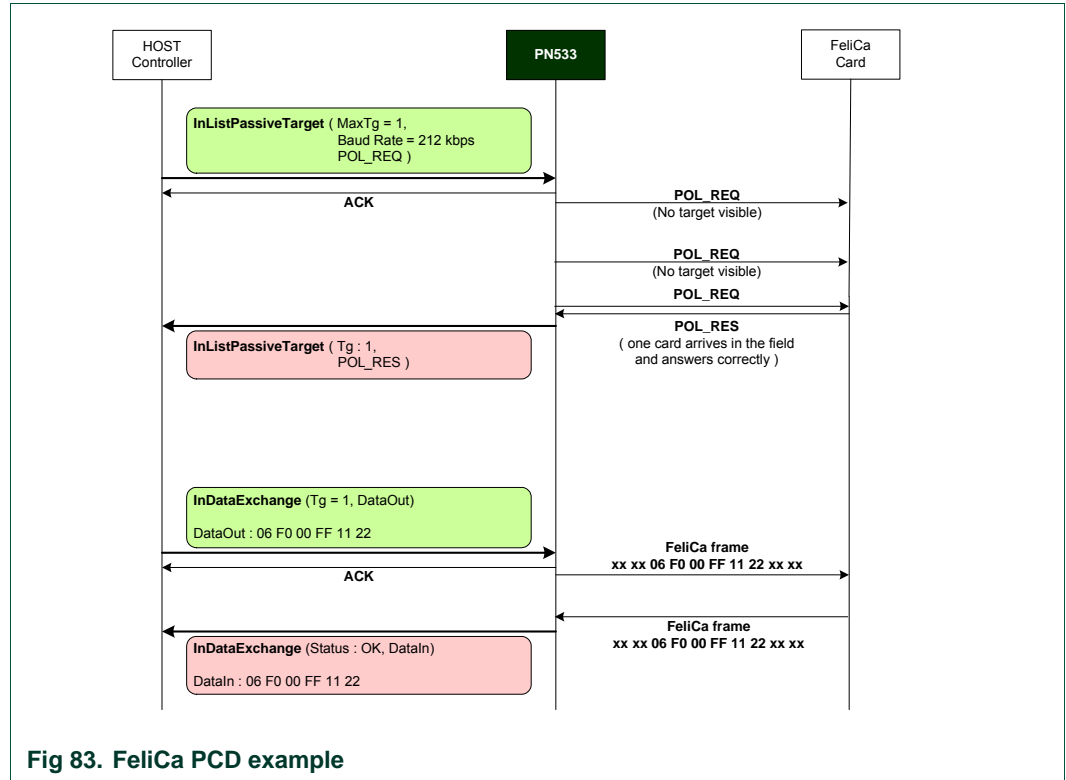 HOST
Controller
PN533
FeliCa
Card
InListPassiveTarget ( MaxTg = 1,
Baud Rate = 212 kbps
POL_REQ )
ACK
POL_REQ
(No target visible)
POL_REQ
(No target visible)
POL_REQ
POL_RES
( one card arrives in the field
and answers correctly )
InListPassiveTarget ( Tg : 1,
POL_RES )
InDataExchange (Tg = 1, DataOut)
DataOut : 06 F0 00 FF 11 22
ACK
FeliCa frame
xx xx 06 F0 00 FF 11 22 xx xx
FeliCa frame
xx xx 06 F0 00 FF 11 22 xx xx
InDataExchange (Status : OK, DataIn)
DataIn : 06 F0 00 FF 11 22
Fig 83. FeliCa PCD example